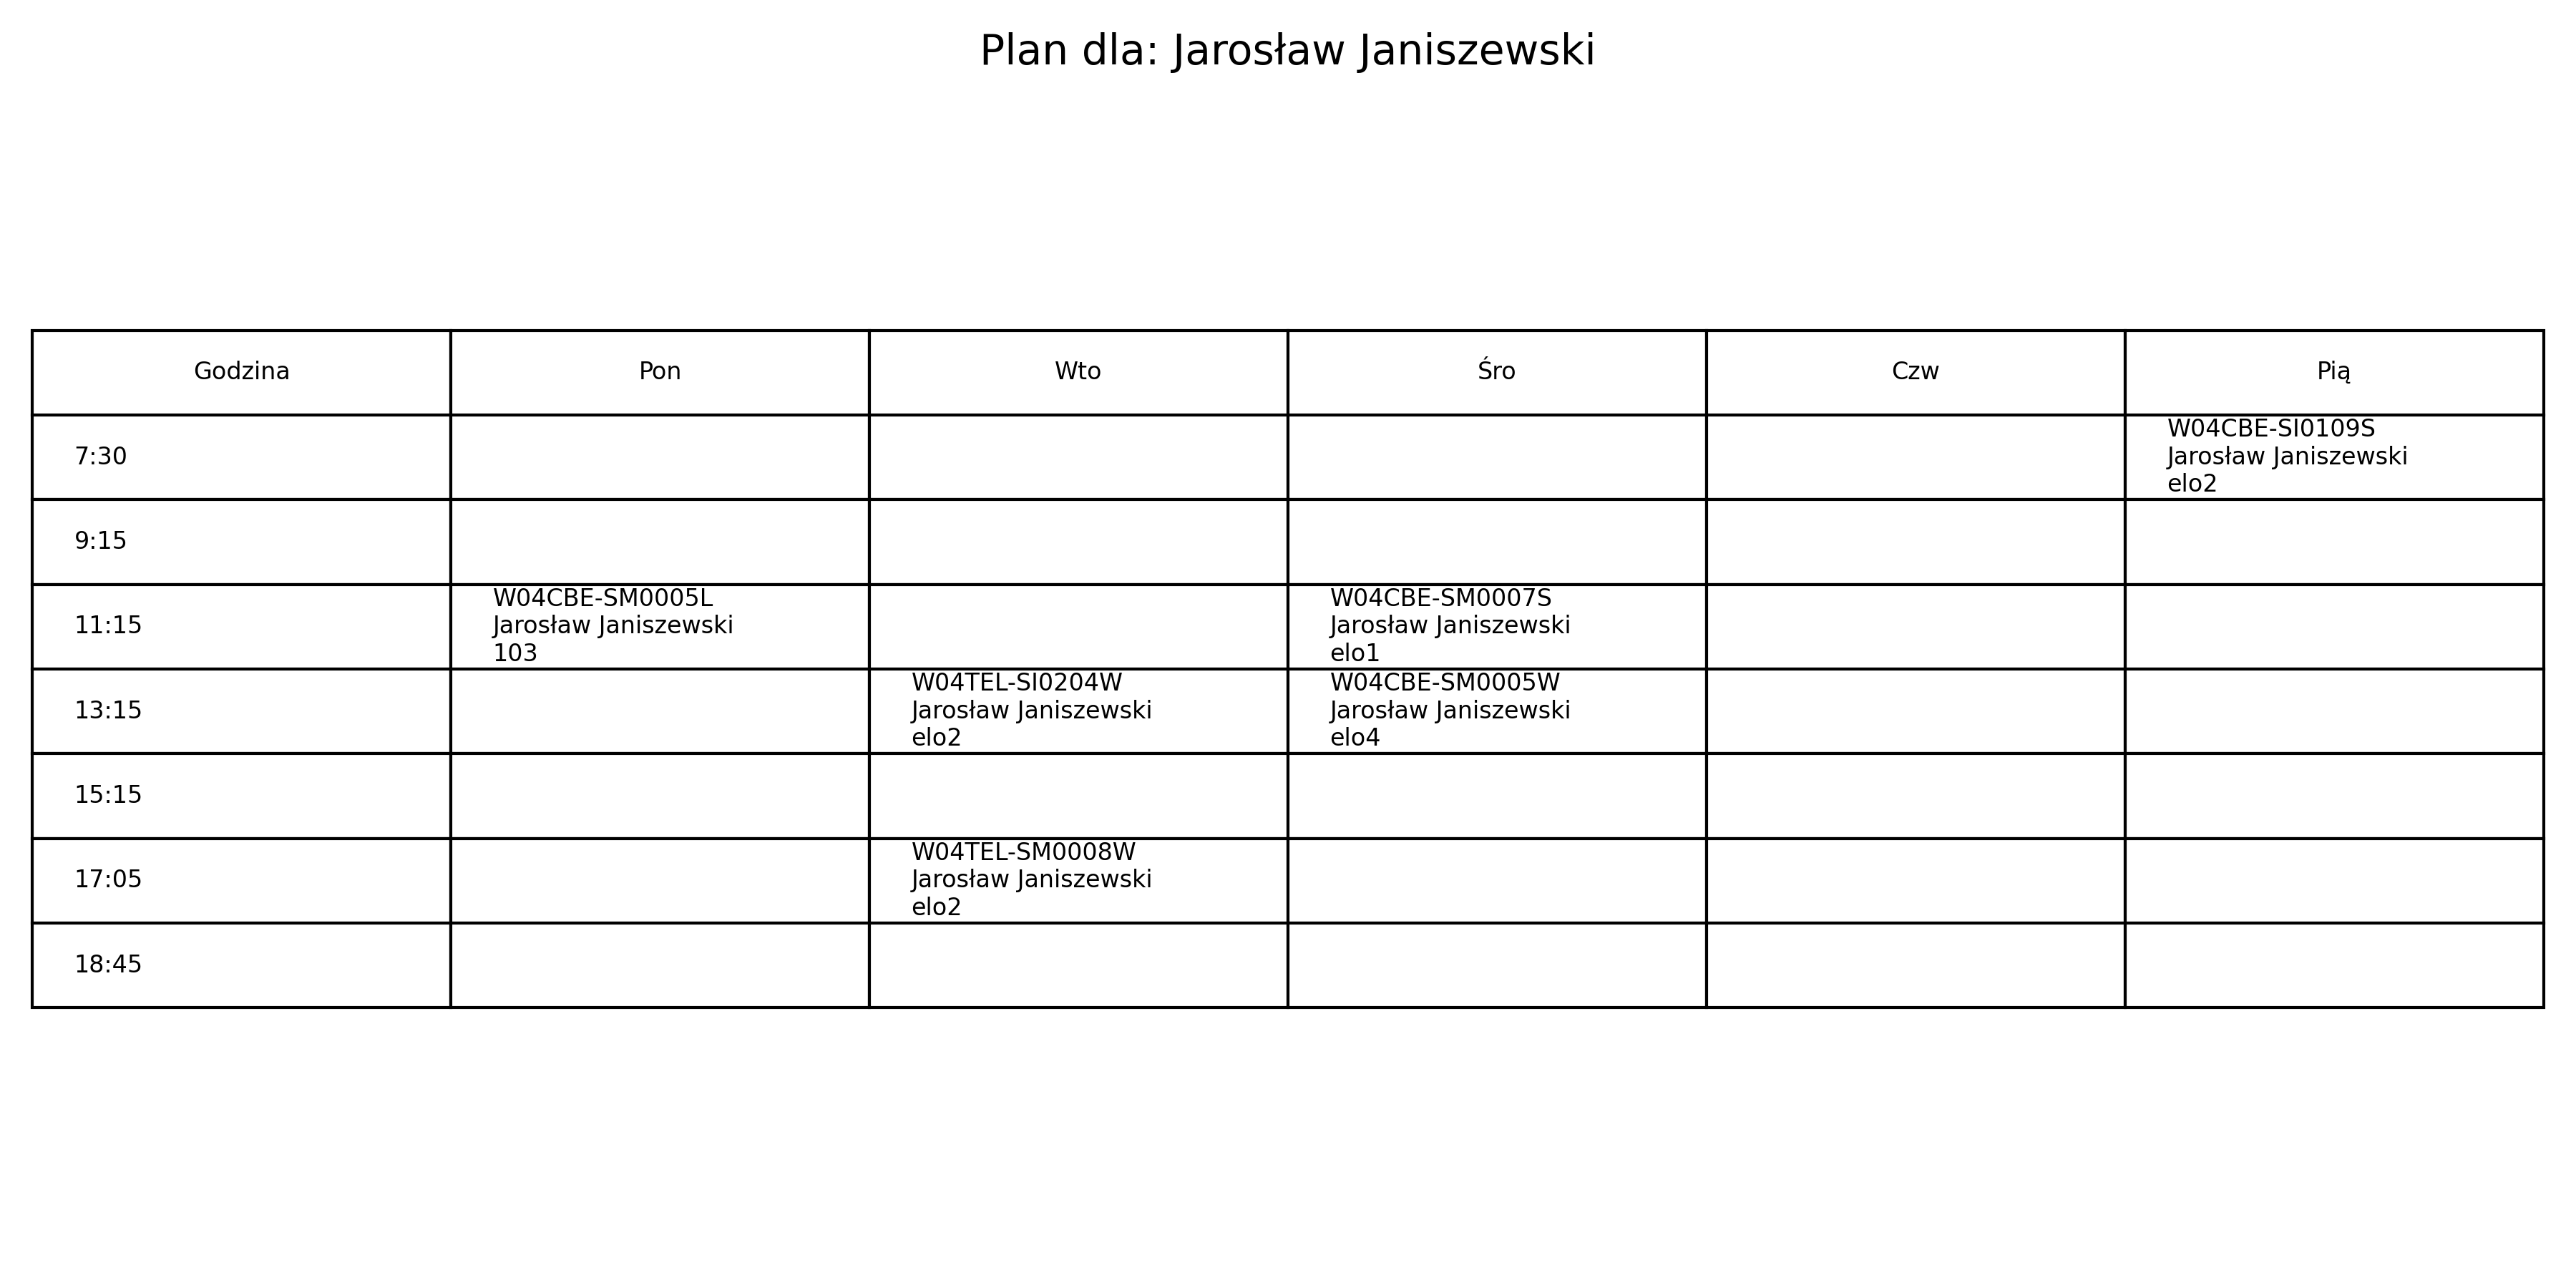 Plan dla: Jarosław Janiszewski
Godzina Pon Wto Śro Czw Pią
7:30
W04CBE-SI0109S
Jarosław Janiszewski
elo2
9:15
11:15
W04CBE-SM0005L
Jarosław Janiszewski
103
W04CBE-SM0007S
Jarosław Janiszewski
elo1
13:15
W04TEL-SI0204W
Jarosław Janiszewski
elo2
W04CBE-SM0005W
Jarosław Janiszewski
elo4
15:15
17:05
W04TEL-SM0008W
Jarosław Janiszewski
elo2
18:45